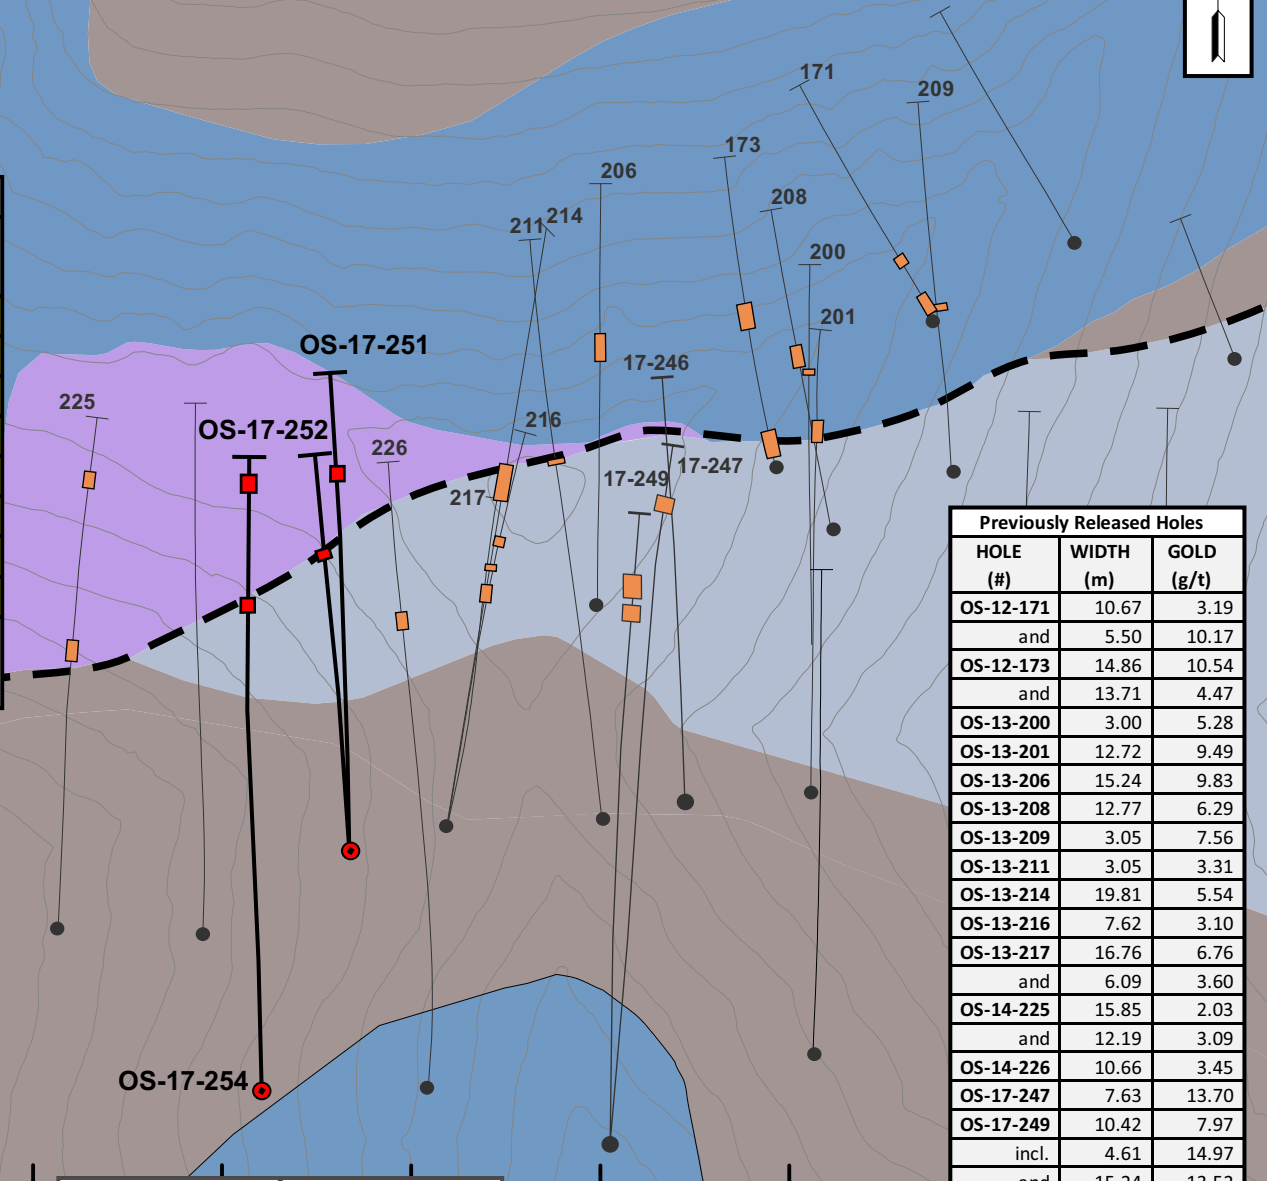 171
209
173
206
208
211
214
200
201
OS-17-251
17-246
225
OS-17-252
216
226
17-247
17-249
217
OS-17-254
Previously Released Holes
HOLE WIDTH GOLD
(#) (m) (g/t)
OS-12-171 10.67 3.19
and 5.50 10.17
OS-12-173 14.86 10.54
and 13.71 4.47
OS-13-200 3.00 5.28
OS-13-201 12.72 9.49
OS-13-206 15.24 9.83
OS-13-208 12.77 6.29
OS-13-209 3.05 7.56
OS-13-211 3.05 3.31
OS-13-214 19.81 5.54
OS-13-216 7.62 3.10
OS-13-217 16.76 6.76
and 6.09 3.60
OS-14-225 15.85 2.03
and 12.19 3.09
OS-14-226 10.66 3.45
OS-17-247 7.63 13.70
OS-17-249 10.42 7.97
incl. 4.61 14.97
and 15.24 13.52